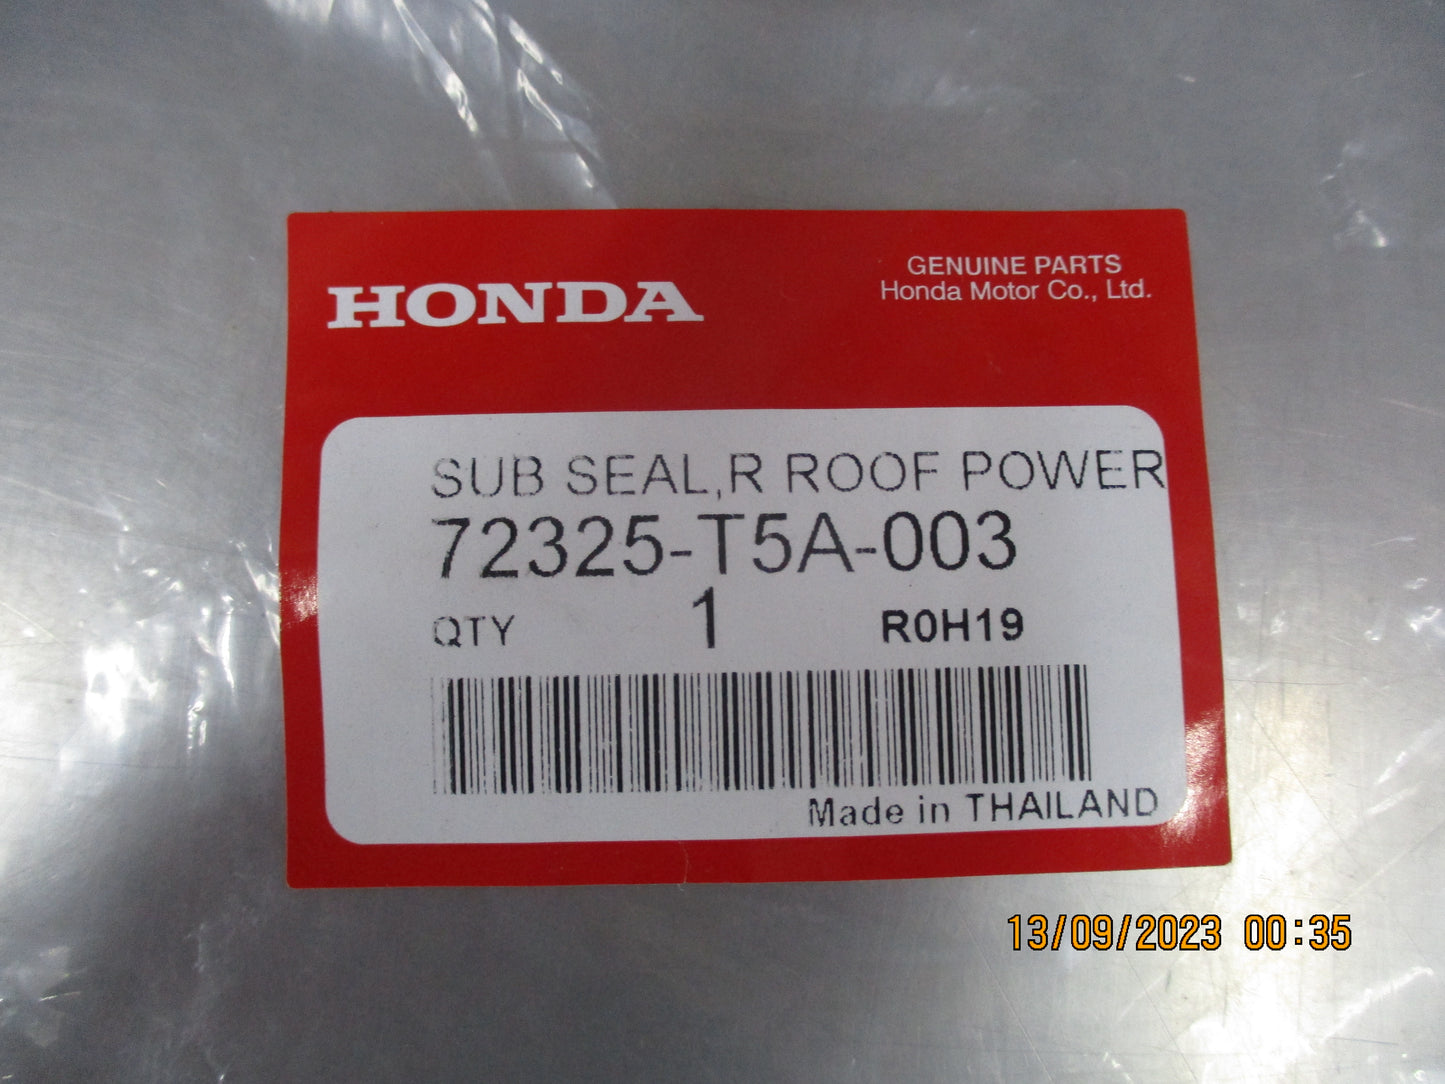 HONDA
GENUINE PARTS
Honda Motor Co., Ltd.
SUB SEAL,R ROOF POWER
72325-T5A-003
QTY 1 R0H19
Made in THAILAND
13/09/2023 00:35